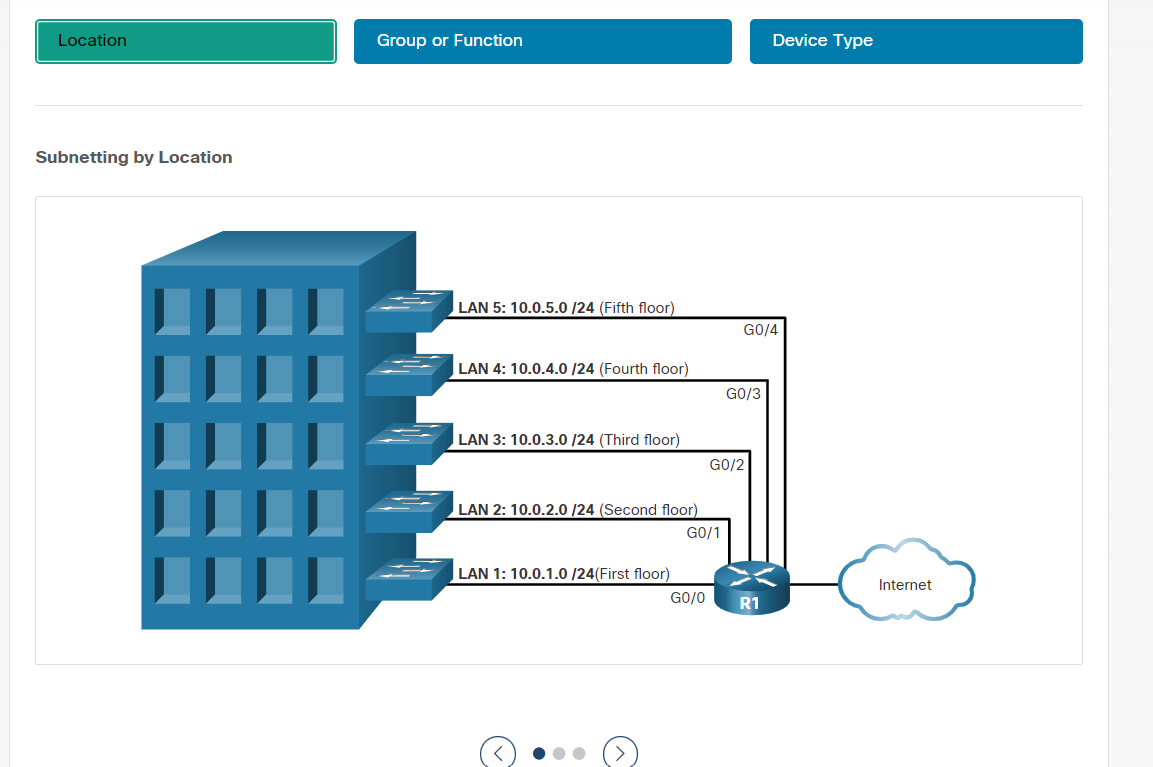 Location
Group or Function
Device Type
Subnetting by Location
LAN 5: 10.0.5.0 /24 (Fifth floor)
G0/4
LAN 4: 10.0.4.0 /24 (Fourth floor)
G0/3
LAN 3: 10.0.3.0 /24 (Third floor)
G0/2
LAN 2: 10.0.2.0 /24 (Second floor)
G0/1
LAN 1: 10.0.1.0 /24(First floor)
G0/0
R1
Internet